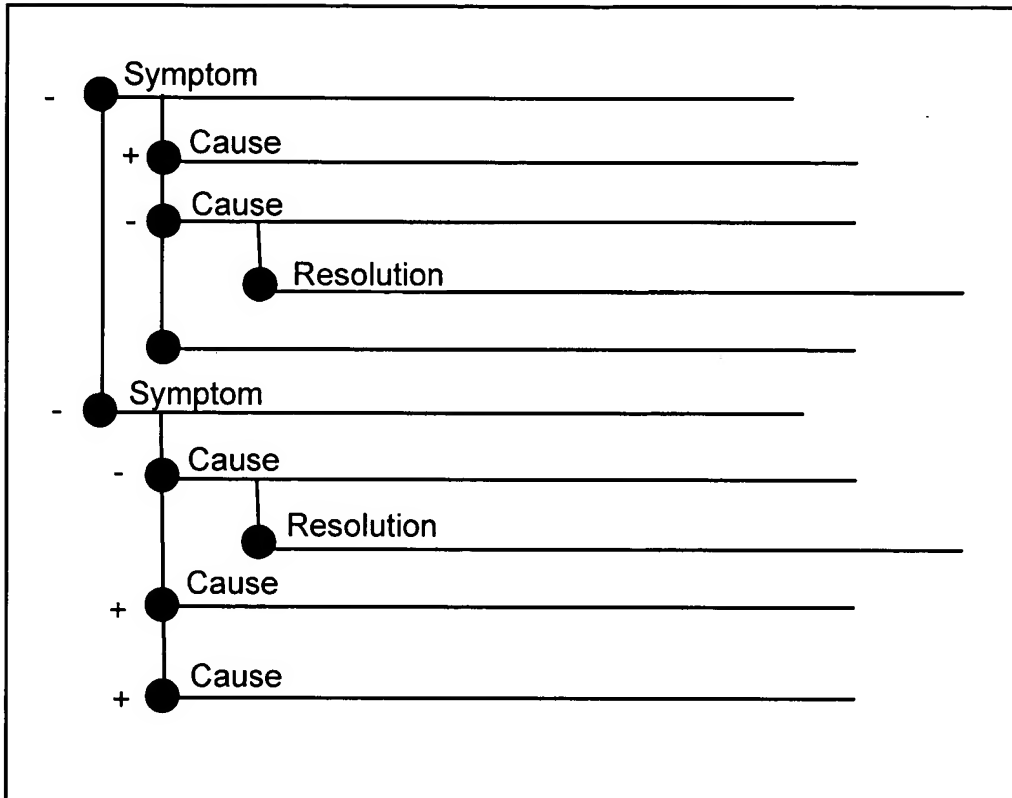 - Symptom
+ Cause
- Cause
Resolution
- Symptom
- Cause
Resolution
+ Cause
+ Cause